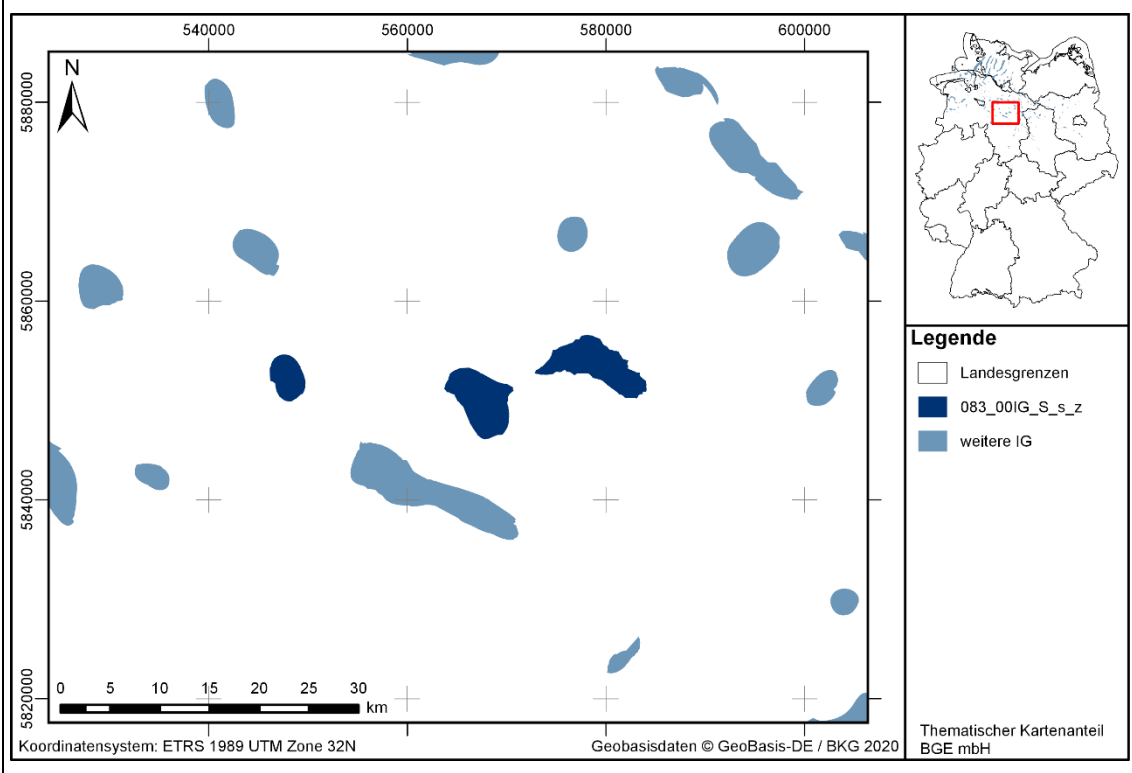 540000 560000 580000 600000
N
5880000
5860000
5840000
5820000
0 5 10 15 20 25 30
km
Koordinatensystem: ETRS 1989 UTM Zone 32N
Geobasisdaten © GeoBasis-DE / BKG 2020
Legende
Landesgrenzen
083_00IG_S_s_z
weitere IG
Thematischer Kartenanteil
BGE mbH